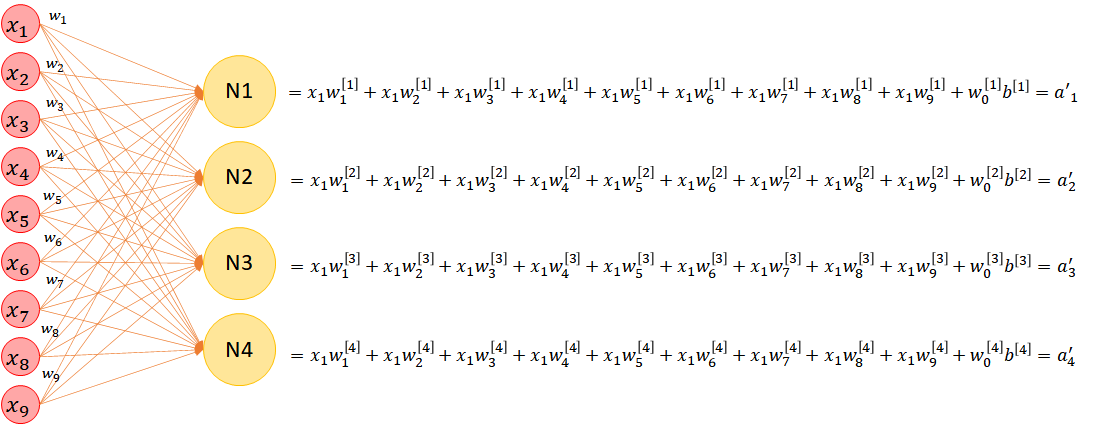 x₁ w₁
x₂ w₂
x₃ w₃
x₄ w₄
x₅ w₅
x₆ w₆
x₇ w₇
x₈ w₈
x₉ w₉
N1 = x₁w₁^[1] + x₁w₂^[1] + x₁w₃^[1] + x₁w₄^[1] + x₁w₅^[1] + x₁w₆^[1] + x₁w₇^[1] + x₁w₈^[1] + x₁w₉^[1] + w₀^[1]b^[1] = a′₁
N2 = x₁w₁^[2] + x₁w₂^[2] + x₁w₃^[2] + x₁w₄^[2] + x₁w₅^[2] + x₁w₆^[2] + x₁w₇^[2] + x₁w₈^[2] + x₁w₉^[2] + w₀^[2]b^[2] = a′₂
N3 = x₁w₁^[3] + x₁w₂^[3] + x₁w₃^[3] + x₁w₄^[3] + x₁w₅^[3] + x₁w₆^[3] + x₁w₇^[3] + x₁w₈^[3] + x₁w₉^[3] + w₀^[3]b^[3] = a′₃
N4 = x₁w₁^[4] + x₁w₂^[4] + x₁w₃^[4] + x₁w₄^[4] + x₁w₅^[4] + x₁w₆^[4] + x₁w₇^[4] + x₁w₈^[4] + x₁w₉^[4] + w₀^[4]b^[4] = a′₄